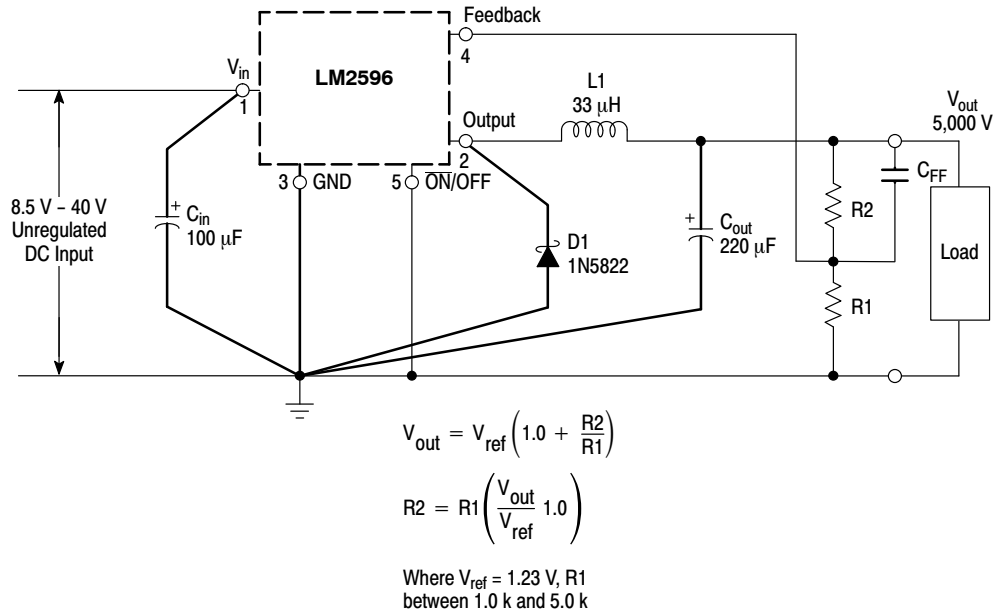 Feedback
4
V_in
1
LM2596
Output
2
L1
33 μH
V_out
5,000 V
3 GND
5 O̅N̅/OFF
C_FF
8.5 V – 40 V
Unregulated
DC Input
+
C_in
100 μF
D1
1N5822
+
C_out
220 μF
R2
R1
Load
V_out = V_ref (1.0 + R2/R1)
R2 = R1 (V_out/V_ref 1.0)
Where V_ref = 1.23 V, R1
between 1.0 k and 5.0 k